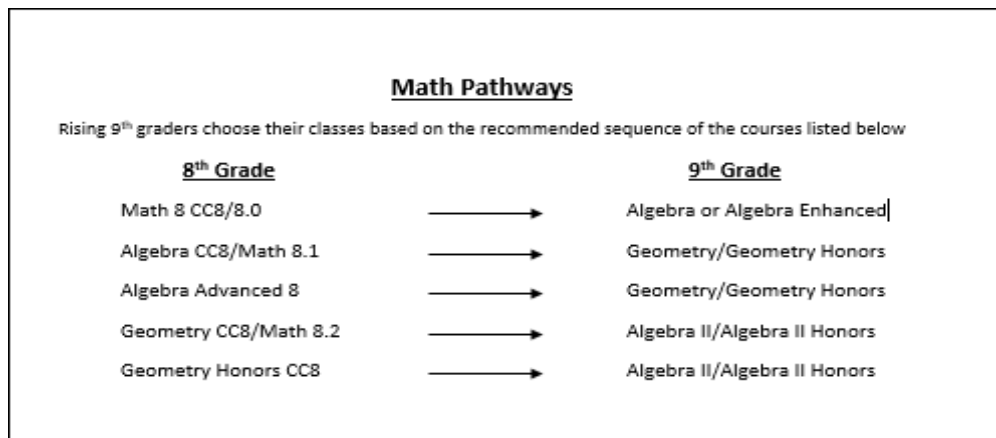 Math Pathways
Rising 9th graders choose their classes based on the recommended sequence of the courses listed below
8th Grade 9th Grade
Math 8 CC8/8.0 Algebra or Algebra Enhanced
Algebra CC8/Math 8.1 Geometry/Geometry Honors
Algebra Advanced 8 Geometry/Geometry Honors
Geometry CC8/Math 8.2 Algebra II/Algebra II Honors
Geometry Honors CC8 Algebra II/Algebra II Honors